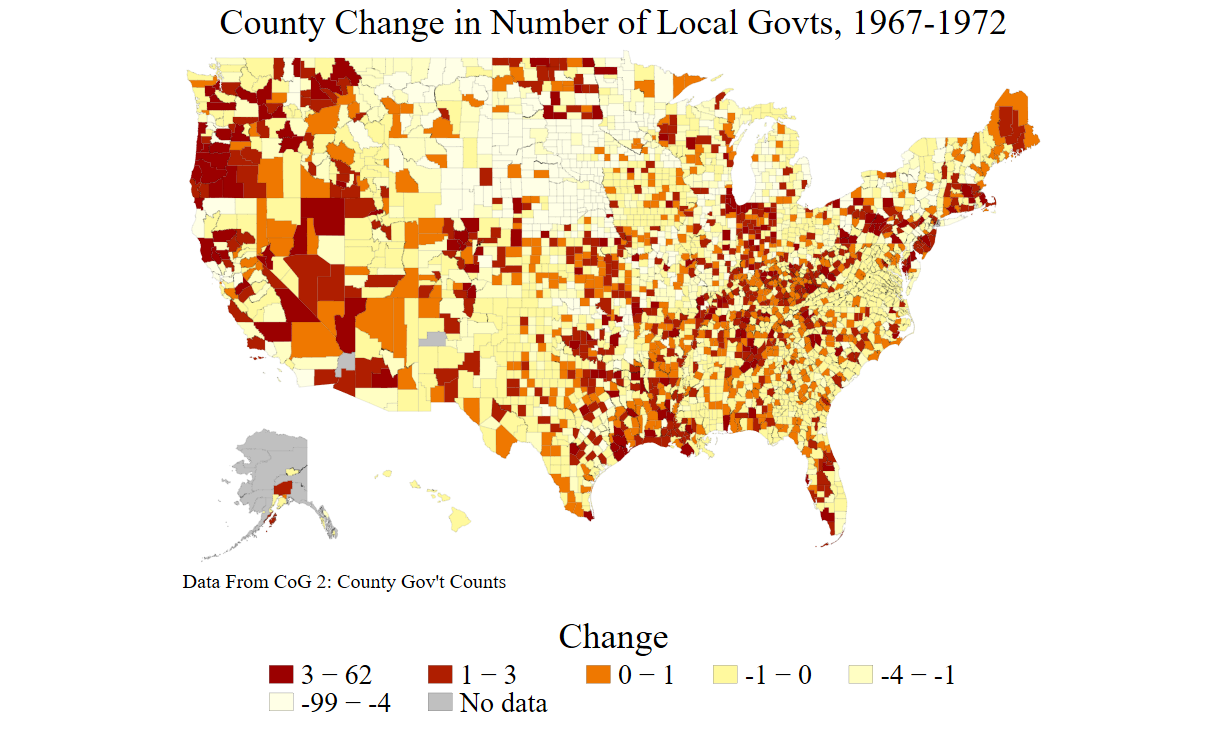 County Change in Number of Local Govts, 1967-1972
Data From CoG 2: County Gov't Counts
Change
3 − 62 1 − 3 0 − 1 -1 − 0 -4 − -1
-99 − -4 No data